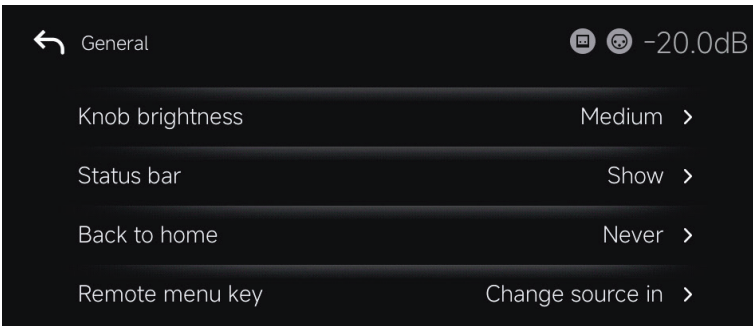 General -20.0dB
Knob brightness Medium
Status bar Show
Back to home Never
Remote menu key Change source in